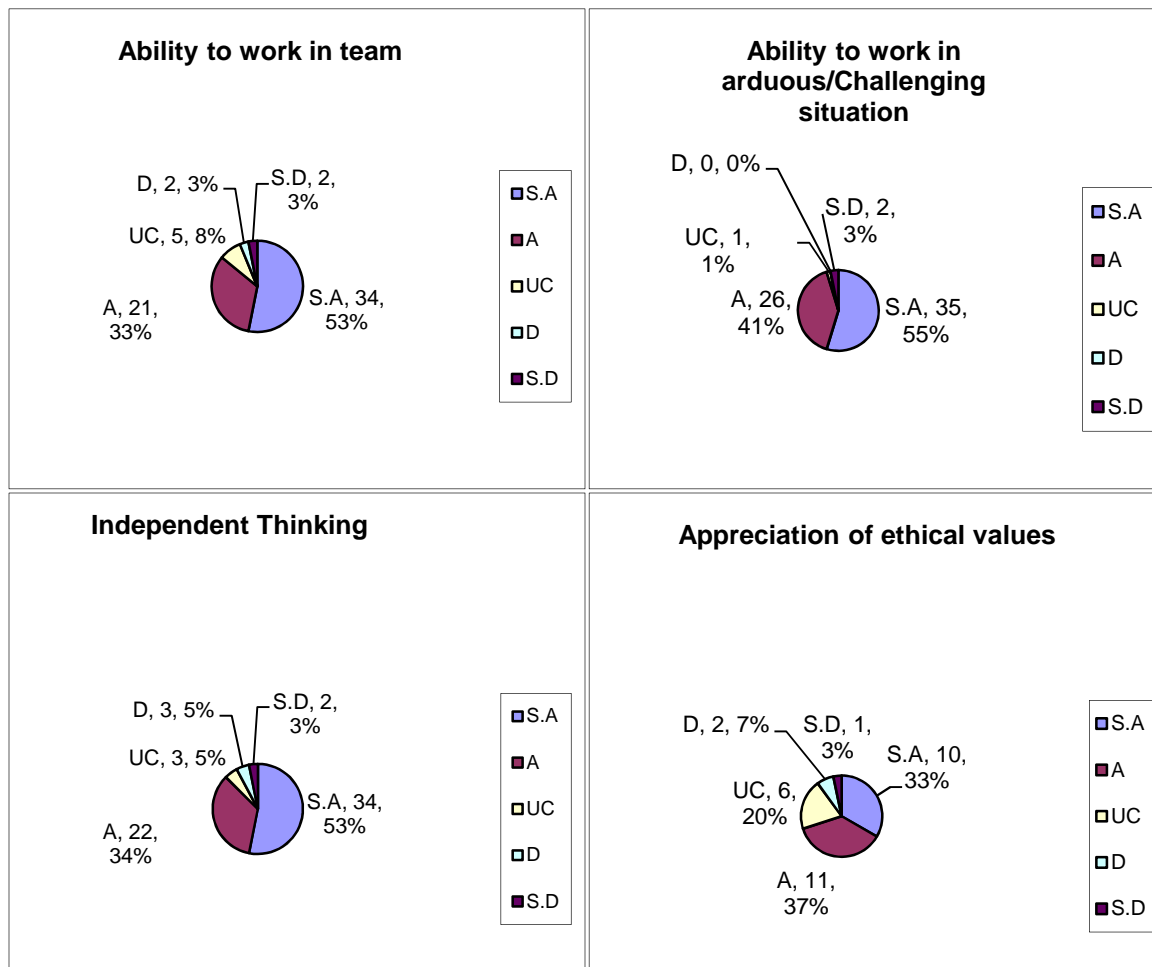 Ability to work in team
D, 2, 3%
S.D, 2,
3%
UC, 5, 8%
A, 21,
33%
S.A, 34,
53%
S.A
A
UC
D
S.D
Ability to work in
arduous/Challenging
situation
D, 0, 0%
S.D, 2,
3%
UC, 1,
1%
A, 26,
41%
S.A, 35,
55%
S.A
A
UC
D
S.D
Independent Thinking
D, 3, 5%
S.D, 2
3%
UC, 3, 5%
A, 22,
34%
S.A, 34,
53%
S.A
A
UC
D
S.D
Appreciation of ethical values
D, 2, 7%
S.D, 1,
3%
S.A, 10,
33%
UC, 6,
20%
A, 11,
37%
S.A
A
UC
D
S.D